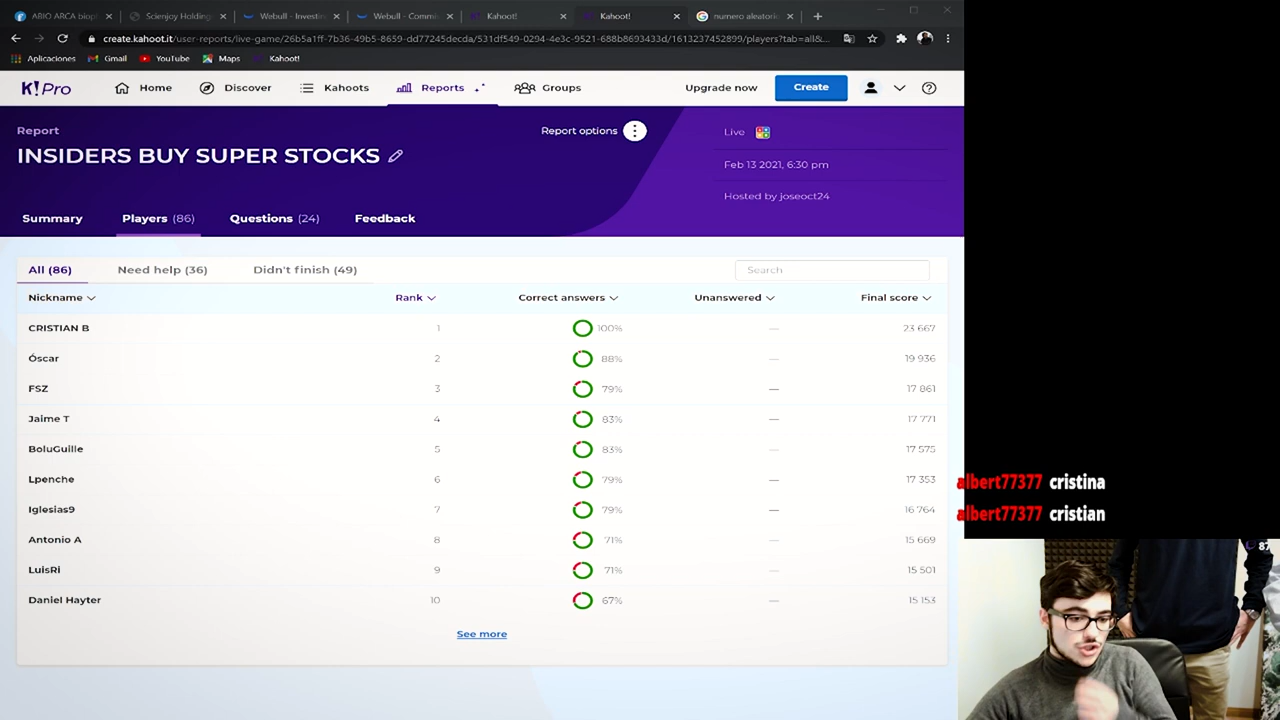 ABIO ARCA biop
Scienjoy Holding
Webull - Investin
Webull - Commu
Kahoot!
Kahoot!
numero aleatorio
create.kahoot.it/user-reports/live-game/26b5a1ff-7b36-49b5-8659-dd77245decda/531df549-0294-4e3c-9521-688b8693433d/1613237452899/players?tab=all&...
Aplicaciones Gmail YouTube Maps Kahoot!
K!Pro Home Discover Kahoots Reports Groups Upgrade now Create
Report
Report options
INSIDERS BUY SUPER STOCKS
Live
Feb 13 2021, 6:30 pm
Hosted by joseoct24
Summary Players (86) Questions (24) Feedback
All (86) Need help (36) Didn't finish (49) Search
Nickname Rank Correct answers Unanswered Final score
CRISTIAN B 1 100% — 23 667
Óscar 2 88% — 19 936
FSZ 3 79% — 17 861
Jaime T 4 83% — 17 771
BoluGuille 5 83% — 17 575
Lpenche 6 79% — 17 353
Iglesias9 7 79% — 16 764
Antonio A 8 71% — 15 669
LuisRi 9 71% — 15 501
Daniel Hayter 10 67% — 15 153
See more
albert77377 cristina
albert77377 cristian
87